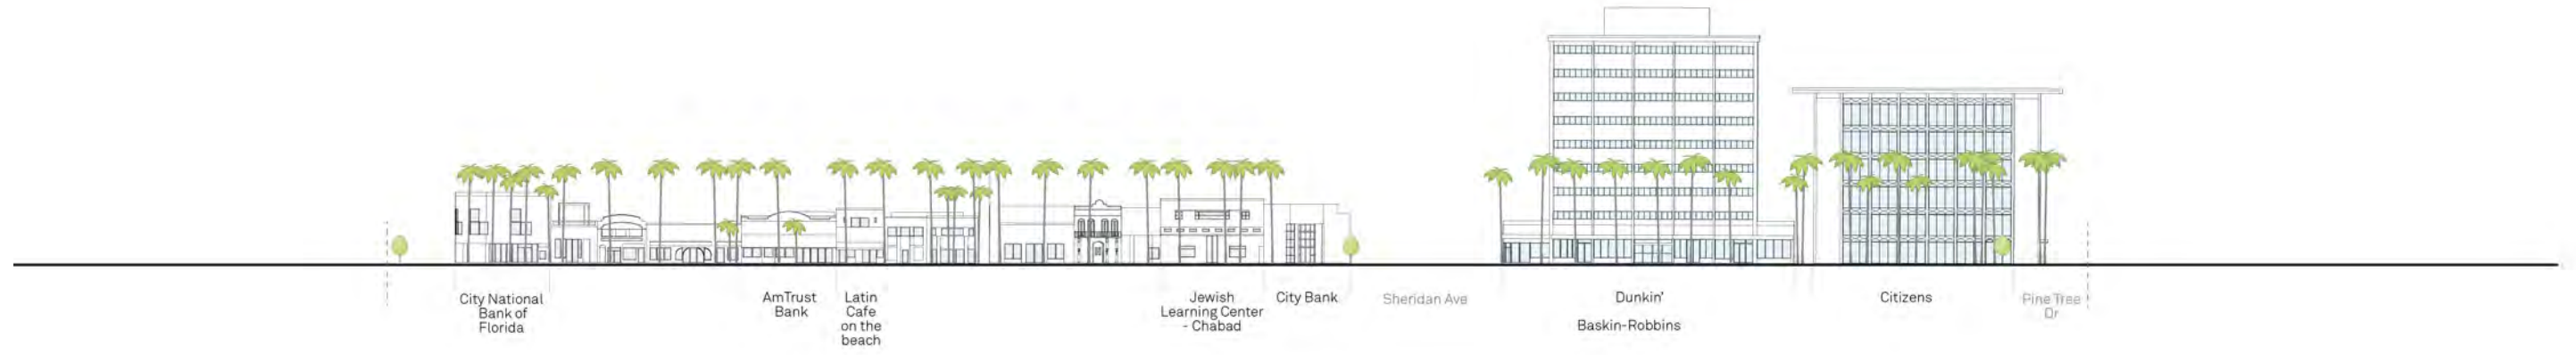 City National
Bank of
Florida
AmTrust
Bank
Latin
Cafe
on the
beach
Jewish
Learning Center
- Chabad
City Bank
Sheridan Ave
Dunkin'
Baskin-Robbins
Citizens
Pine Tree
Dr